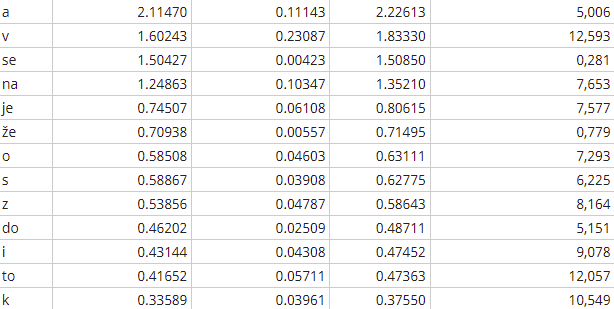 a 2.11470 0.11143 2.22613 5,006
v 1.60243 0.23087 1.83330 12,593
se 1.50427 0.00423 1.50850 0,281
na 1.24863 0.10347 1.35210 7,653
je 0.74507 0.06108 0.80615 7,577
že 0.70938 0.00557 0.71495 0,779
o 0.58508 0.04603 0.63111 7,293
s 0.58867 0.03908 0.62775 6,225
z 0.53856 0.04787 0.58643 8,164
do 0.46202 0.02509 0.48711 5,151
i 0.43144 0.04308 0.47452 9,078
to 0.41652 0.05711 0.47363 12,057
k 0.33589 0.03961 0.37550 10,549